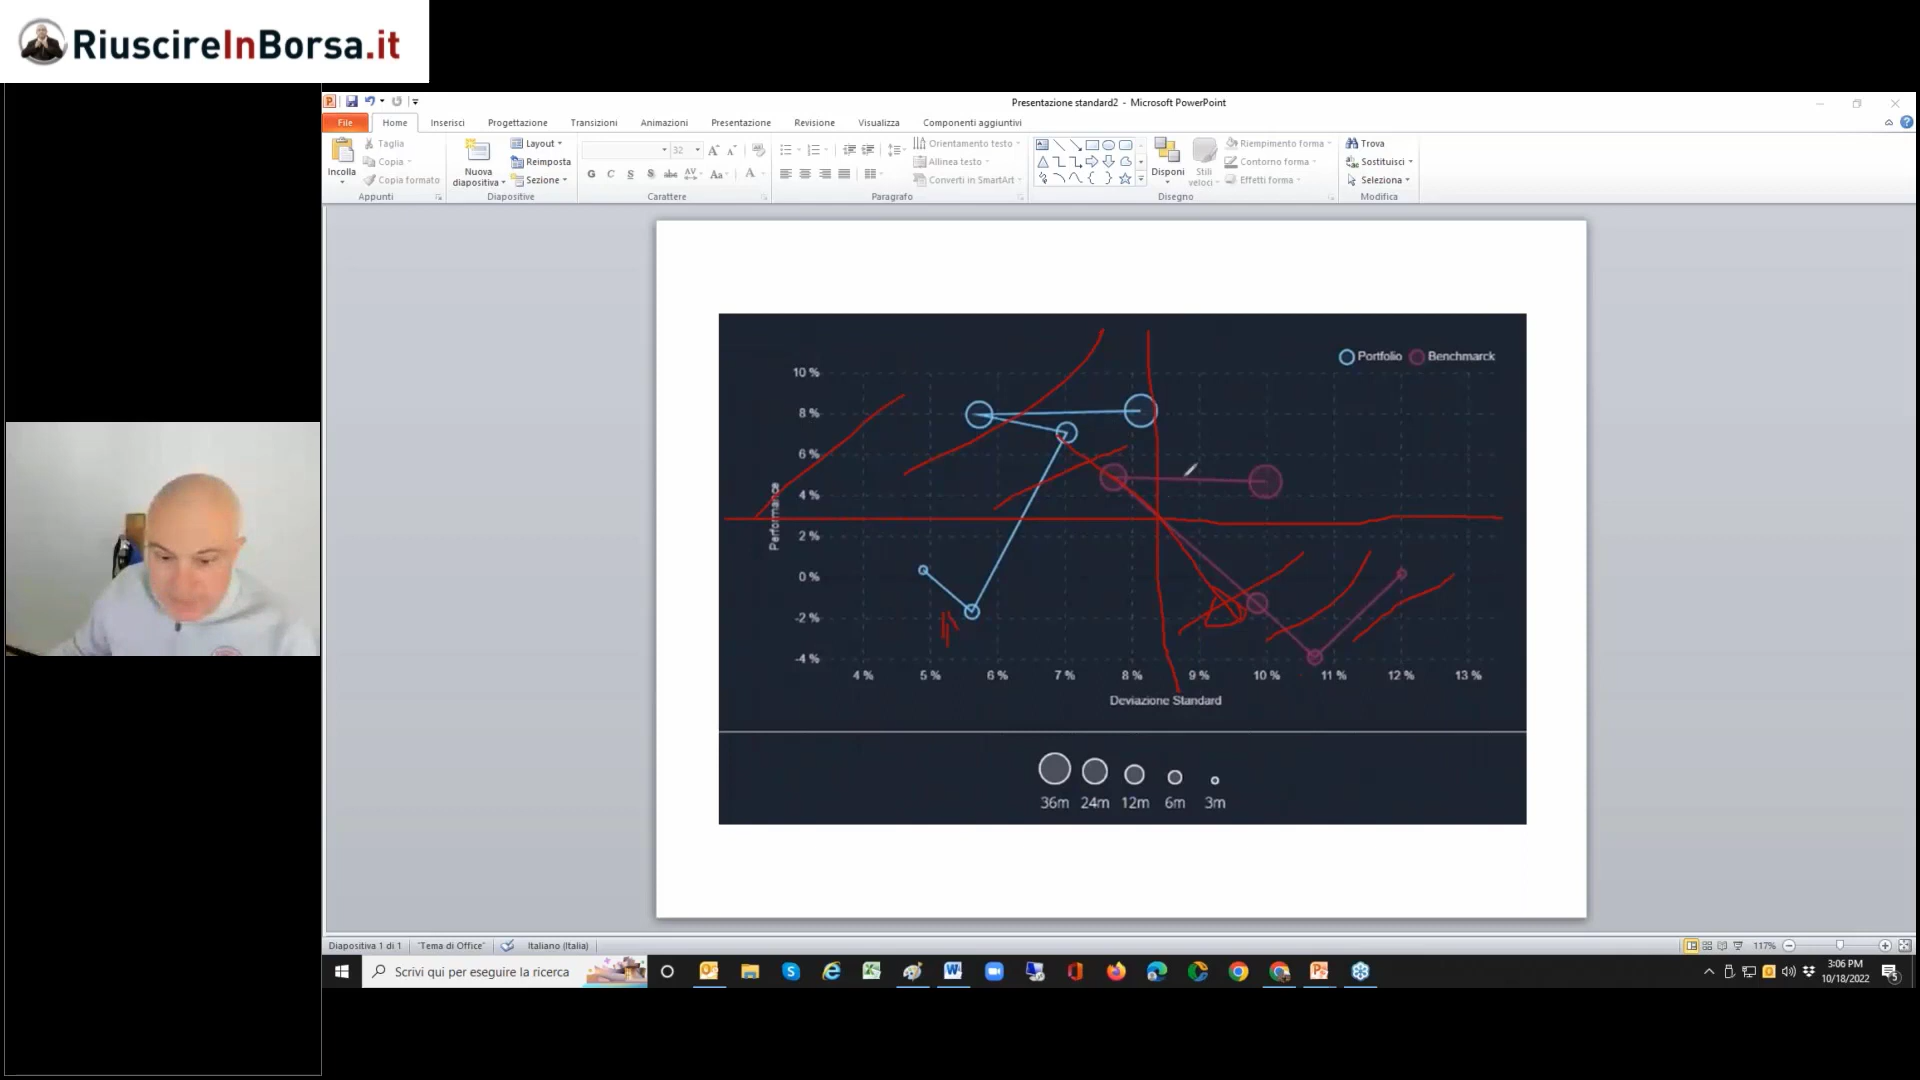 RiuscireInBorsa.it
Presentazione standard2 - Microsoft PowerPoint
File Home Inserisci Progettazione Transizioni Animazioni Presentazione Revisione Visualizza Componenti aggiuntivi
Incolla
Taglia
Copia
Copia formato
Appunti
Nuova diapositiva
Layout
Reimposta
Sezione
Diapositive
32
G C S S abc AV Aa A
Carattere
Orientamento testo
Allinea testo
Converti in SmartArt
Paragrafo
Disponi
Stili veloci
Riempimento forma
Contorno forma
Effetti forma
Disegno
Trova
Sostituisci
Seleziona
Modifica
Portfolio Benchmarck
10 %
8 %
6 %
4 %
2 %
0 %
-2 %
-4 %
Performance
4 % 5 % 6 % 7 % 8 % 9 % 10 % 11 % 12 % 13 %
Deviazione Standard
36m 24m 12m 6m 3m
Diapositiva 1 di 1 "Tema di Office" Italiano (Italia) 117%
Scrivi qui per eseguire la ricerca
3:06 PM
10/18/2022
5